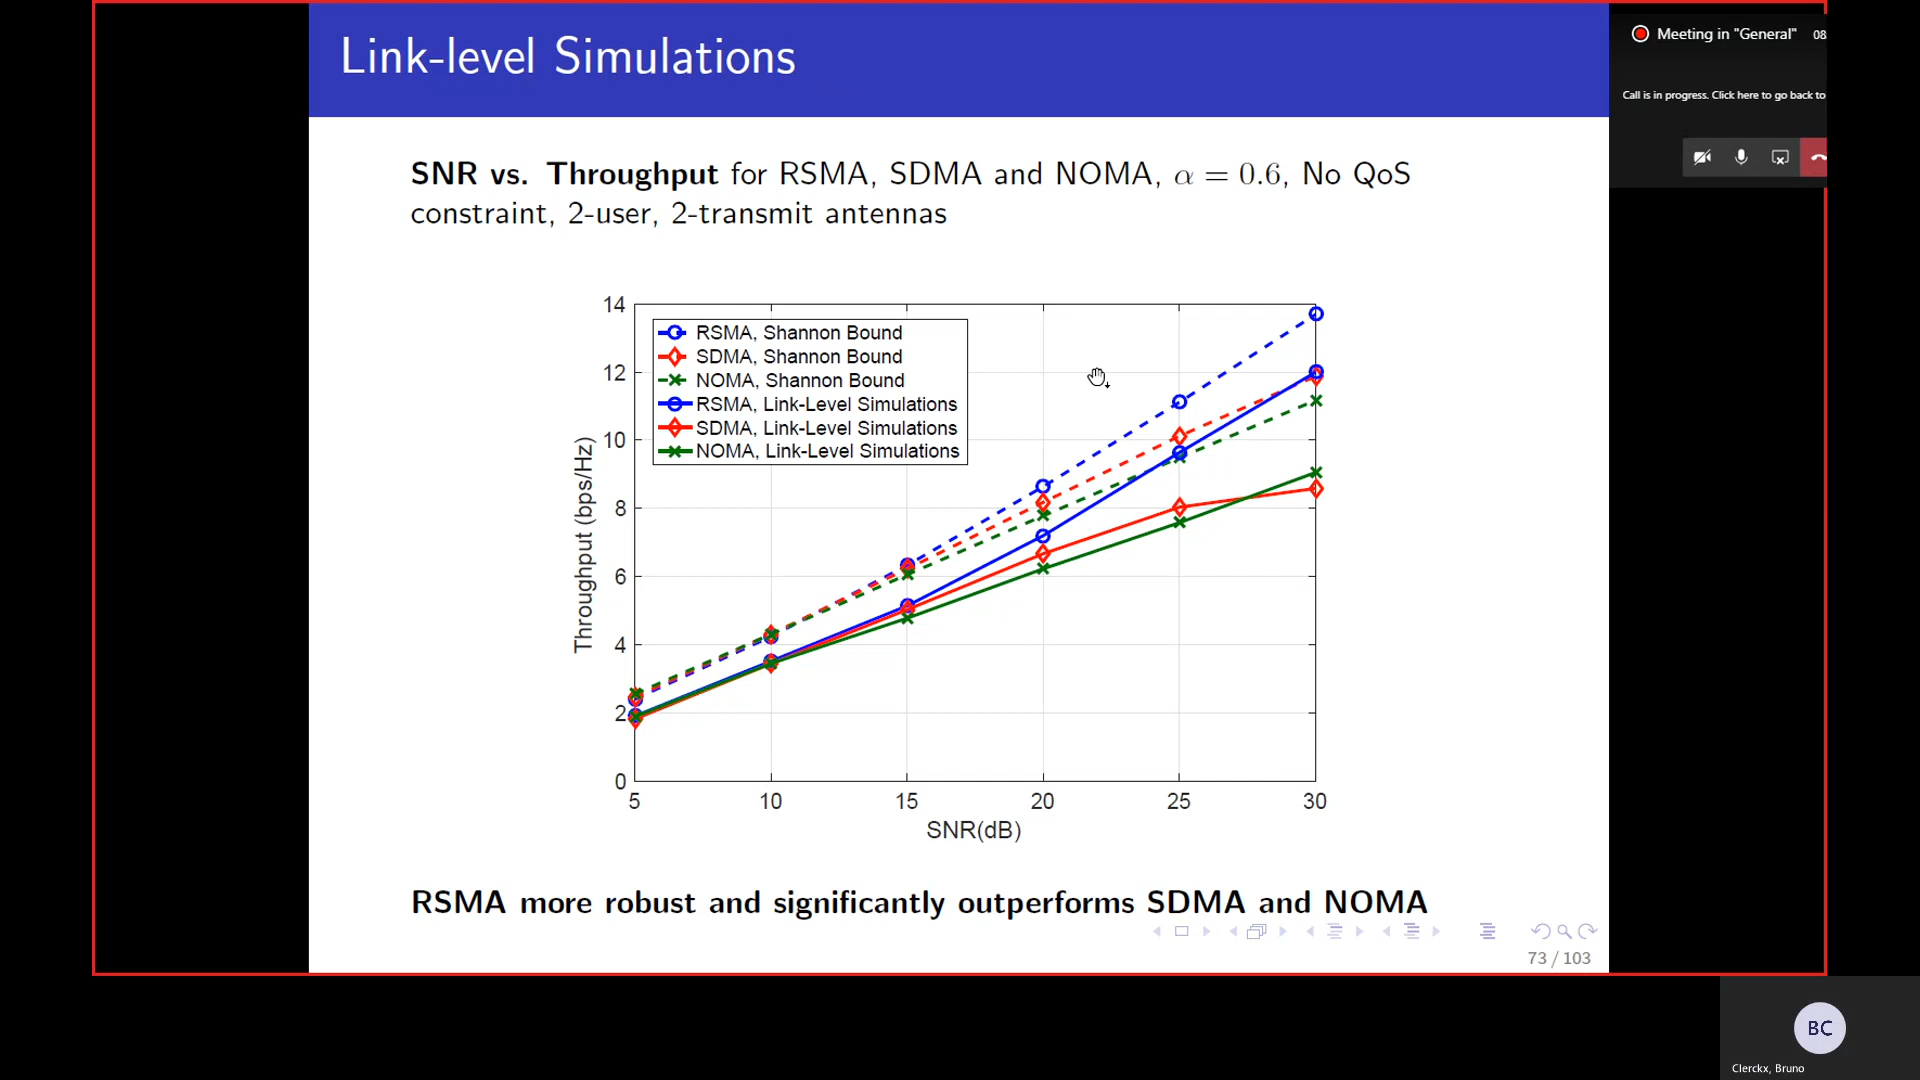 Link-level Simulations
Meeting in "General" 08
Call is in progress. Click here to go back to
SNR vs. Throughput for RSMA, SDMA and NOMA, α = 0.6, No QoS
constraint, 2-user, 2-transmit antennas
14
12
10
8
6
4
2
0
Throughput (bps/Hz)
RSMA, Shannon Bound
SDMA, Shannon Bound
NOMA, Shannon Bound
RSMA, Link-Level Simulations
SDMA, Link-Level Simulations
NOMA, Link-Level Simulations
5 10 15 20 25 30
SNR(dB)
RSMA more robust and significantly outperforms SDMA and NOMA
73 / 103
BC
Clerckx, Bruno